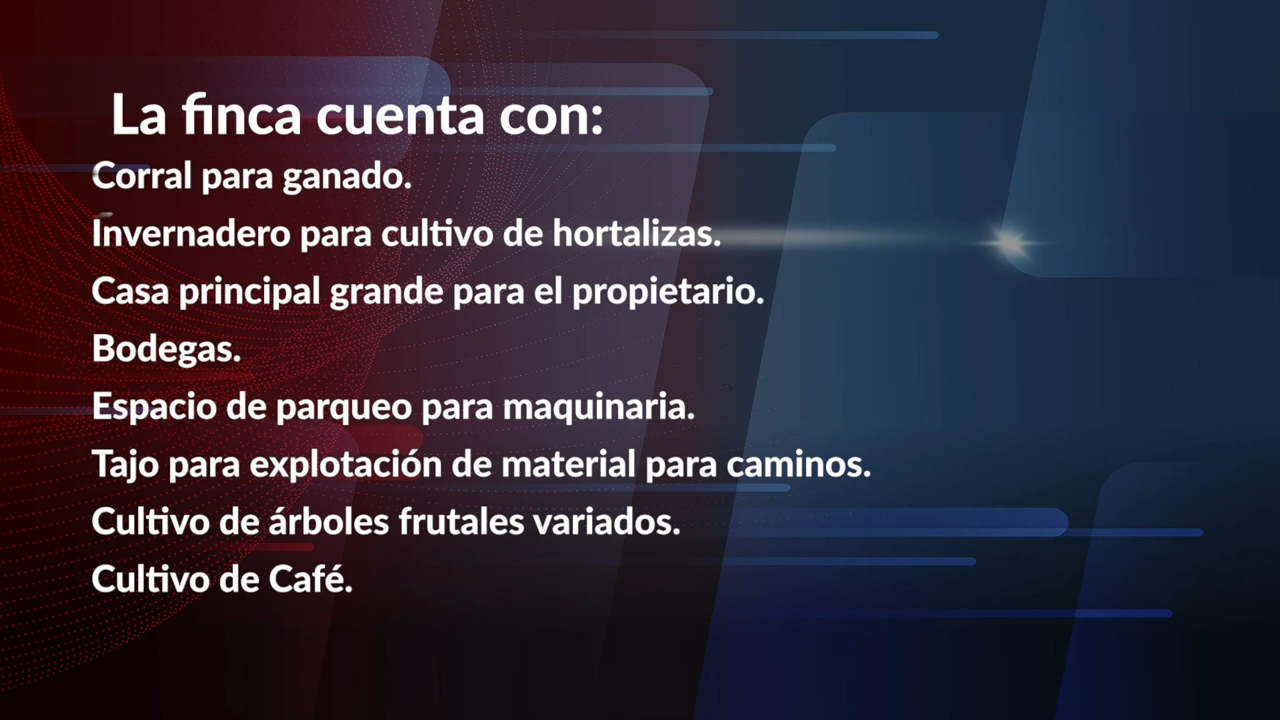 La finca cuenta con:
Corral para ganado.
Invernadero para cultivo de hortalizas.
Casa principal grande para el propietario.
Bodegas.
Espacio de parqueo para maquinaria.
Tajo para explotación de material para caminos.
Cultivo de árboles frutales variados.
Cultivo de Café.